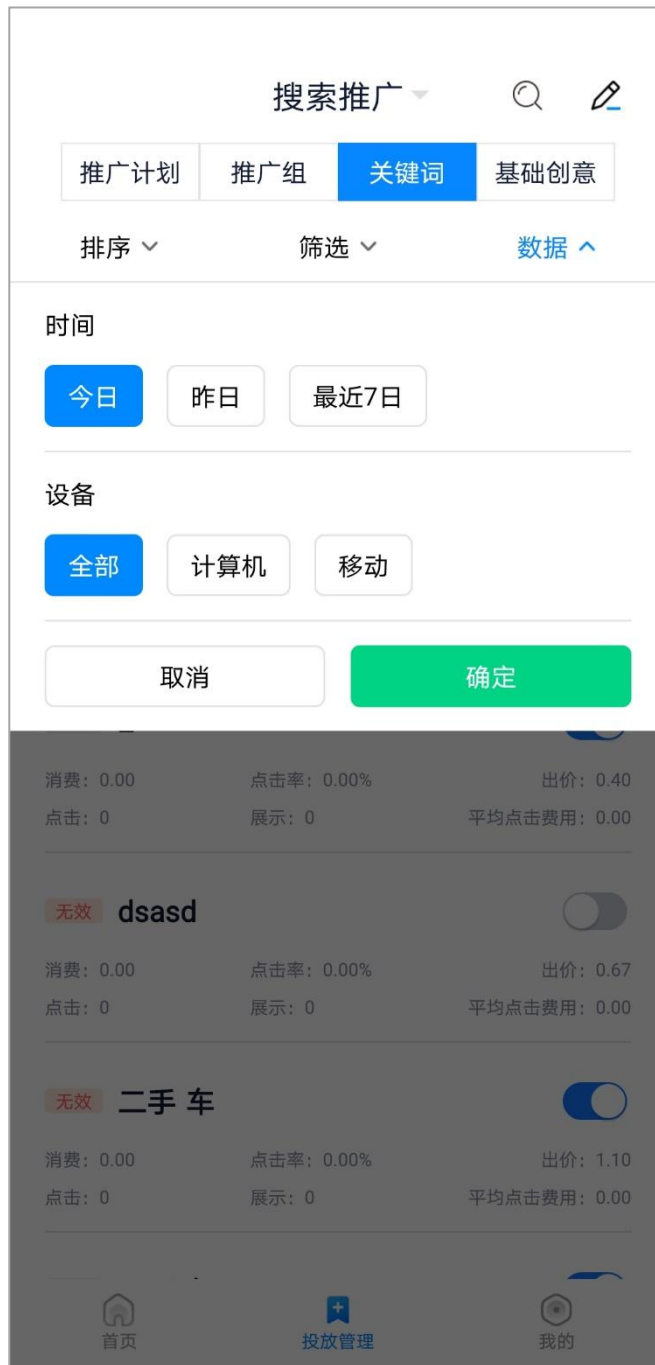 搜索推广
推广计划 推广组 关键词 基础创意
排序 筛选 数据
时间
今日 昨日 最近7日
设备
全部 计算机 移动
取消 确定
消费：0.00 点击率：0.00% 出价：0.40
点击：0 展示：0 平均点击费用：0.00
无效 dsasd
消费：0.00 点击率：0.00% 出价：0.67
点击：0 展示：0 平均点击费用：0.00
无效 二手 车
消费：0.00 点击率：0.00% 出价：1.10
点击：0 展示：0 平均点击费用：0.00
首页 投放管理 我的